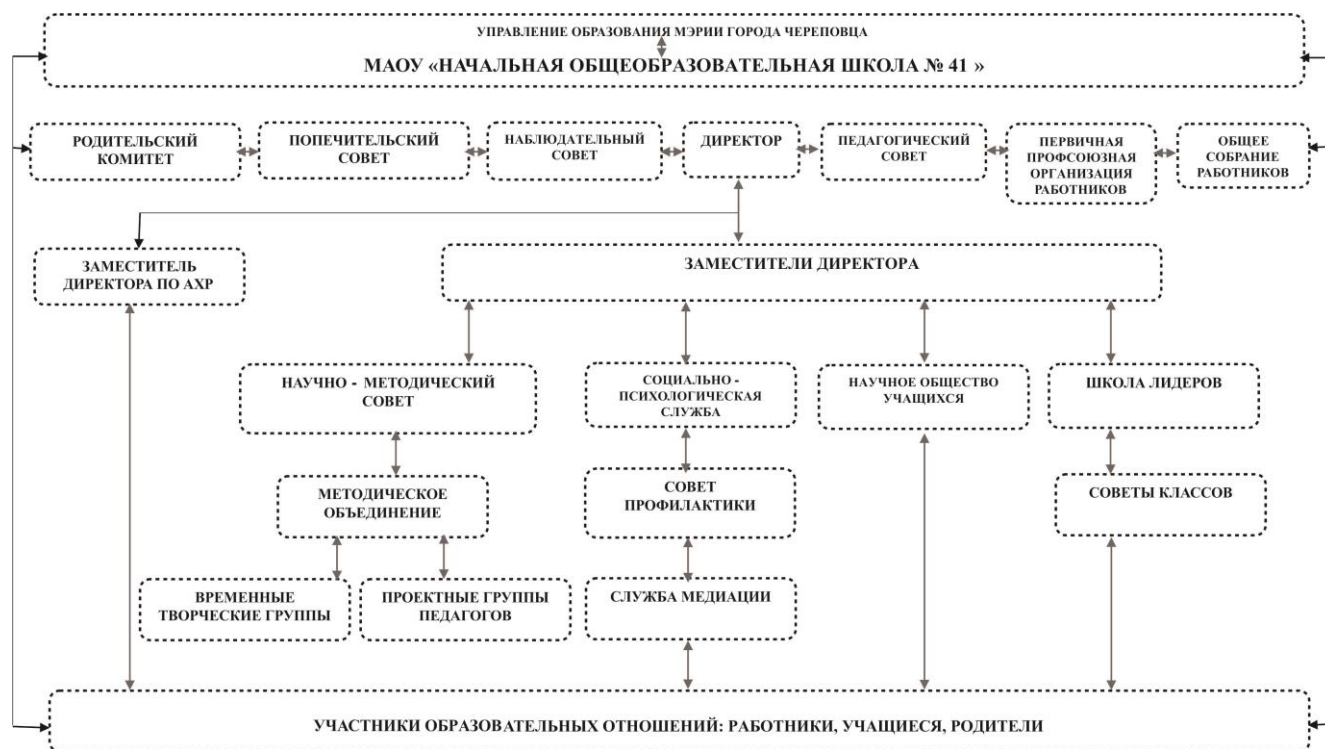 УПРАВЛЕНИЕ ОБРАЗОВАНИЯ МЭРИИ ГОРОДА ЧЕРЕПОВЦА
МАОУ «НАЧАЛЬНАЯ ОБЩЕОБРАЗОВАТЕЛЬНАЯ ШКОЛА № 41 »
РОДИТЕЛЬСКИЙ
КОМИТЕТ
ПОПЕЧИТЕЛЬСКИЙ
СОВЕТ
НАБЛЮДАТЕЛЬНЫЙ
СОВЕТ
ДИРЕКТОР
ПЕДАГОГИЧЕСКИЙ
СОВЕТ
ПЕРВИЧНАЯ
ПРОФСОЮЗНАЯ
ОРГАНИЗАЦИЯ
РАБОТНИКОВ
ОБЩЕЕ
СОБРАНИЕ
РАБОТНИКОВ
ЗАМЕСТИТЕЛЬ
ДИРЕКТОРА ПО АХР
ЗАМЕСТИТЕЛИ ДИРЕКТОРА
НАУЧНО - МЕТОДИЧЕСКИЙ
СОВЕТ
СОЦИАЛЬНО -
ПСИХОЛОГИЧЕСКАЯ
СЛУЖБА
НАУЧНОЕ ОБЩЕСТВО
УЧАЩИХСЯ
ШКОЛА ЛИДЕРОВ
МЕТОДИЧЕСКОЕ
ОБЪЕДИНЕНИЕ
СОВЕТ
ПРОФИЛАКТИКИ
СОВЕТЫ КЛАССОВ
ВРЕМЕННЫЕ
ТВОРЧЕСКИЕ ГРУППЫ
ПРОЕКТНЫЕ ГРУППЫ
ПЕДАГОГОВ
СЛУЖБА МЕДИАЦИИ
УЧАСТНИКИ ОБРАЗОВАТЕЛЬНЫХ ОТНОШЕНИЙ: РАБОТНИКИ, УЧАЩИЕСЯ, РОДИТЕЛИ